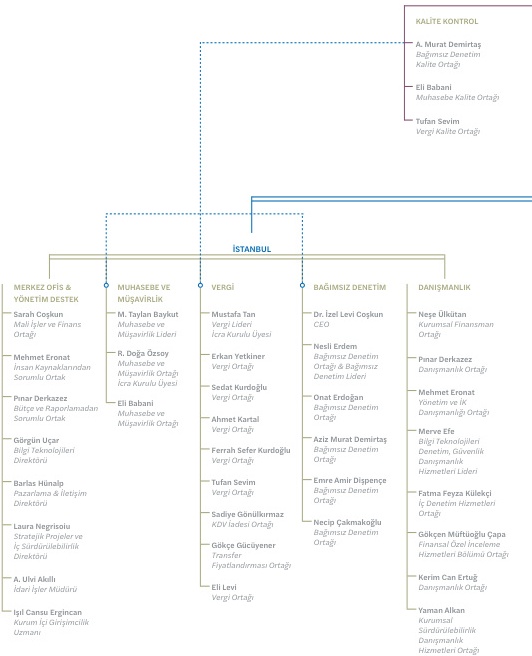 KALİTE KONTROL
A. Murat Demirtaş
Bağımsız Denetim
Kalite Ortağı
Eli Babani
Muhasebe Kalite Ortağı
Tufan Sevim
Vergi Kalite Ortağı
İSTANBUL
MERKEZ OFİS &
YÖNETİM DESTEK
Sarah Coşkun
Mali İşler ve Finans
Ortağı
Mehmet Eronat
İnsan Kaynaklarından
Sorumlu Ortak
Pınar Derkazez
Bütçe ve Raporlamadan
Sorumlu Ortak
Görgün Uçar
Bilgi Teknolojileri
Direktörü
Barlas Hünalp
Pazarlama & İletişim
Direktörü
Laura Negrisoiu
Stratejik Projeler ve
İç Sürdürülebilirlik
Direktörü
A. Ulvi Akıllı
İdari İşler Müdürü
Işıl Cansu Ergincan
Kurum İçi Girişimcilik
Uzmanı
MUHASEBE VE
MÜŞAVİRLİK
M. Taylan Baykut
Muhasebe ve
Müşavirlik Lideri
R. Doğa Özsoy
Muhasebe ve
Müşavirlik Ortağı
İcra Kurulu Üyesi
Eli Babani
Muhasebe ve
Müşavirlik Ortağı
VERGİ
Mustafa Tan
Vergi Lideri
İcra Kurulu Üyesi
Erkan Yetkiner
Vergi Ortağı
Sedat Kurdoğlu
Vergi Ortağı
Ahmet Kartal
Vergi Ortağı
Ferrah Sefer Kurdoğlu
Vergi Ortağı
Tufan Sevim
Vergi Ortağı
Sadiye Gönülkırmaz
KDV İadesi Ortağı
Gökçe Gücüyener
Transfer
Fiyatlandırması Ortağı
Eli Levi
Vergi Ortağı
BAĞIMSIZ DENETİM
Dr. İzel Levi Coşkun
CEO
Nesli Erdem
Bağımsız Denetim
Ortağı & Bağımsız
Denetim Lideri
Onat Erdoğan
Bağımsız Denetim
Ortağı
Aziz Murat Demirtaş
Bağımsız Denetim
Ortağı
Emre Amir Dişpençe
Bağımsız Denetim
Ortağı
Necip Çakmakoğlu
Bağımsız Denetim
Ortağı
DANIŞMANLIK
Neşe Ülkütan
Kurumsal Finansman
Ortağı
Pınar Derkazez
Danışmanlık Ortağı
Mehmet Eronat
Yönetim ve İK
Danışmanlığı Ortağı
Merve Efe
Bilgi Teknolojileri
Denetim, Güvenlik
Danışmanlık
Hizmetleri Lideri
Fatma Feyza Külekçi
İç Denetim Hizmetleri
Ortağı
Gökçen Müftüoğlu Çapa
Finansal Özel İnceleme
Hizmetleri Bölümü Ortağı
Kerim Can Ertuğ
Danışmanlık Ortağı
Yaman Alkan
Kurumsal
Sürdürülebilirlik
Danışmanlık
Hizmetleri Ortağı